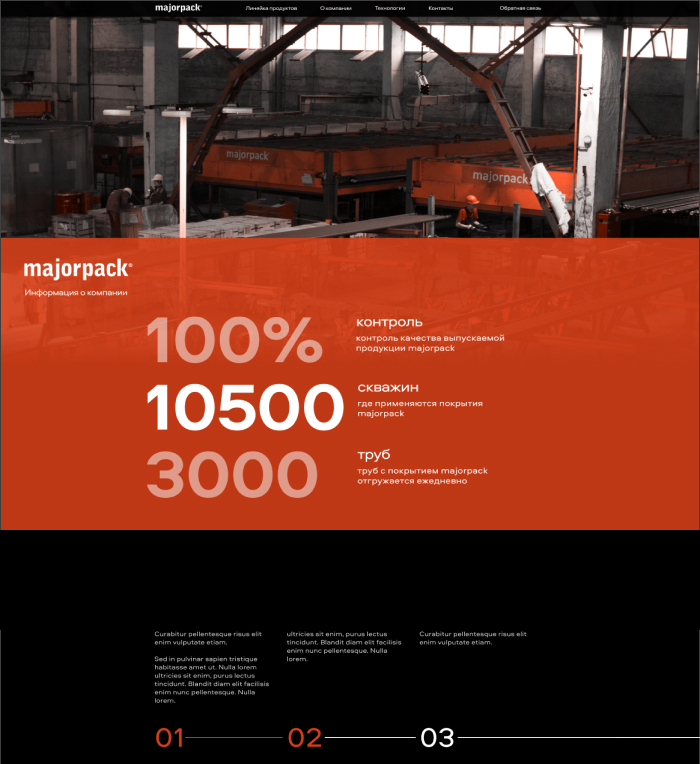 majorpack
Линейка продуктов
О компании
Технологии
Контакты
Обратная связь
majorpack
majorpack
majorpack®
Информация о компании
100%
контроль
контроль качества выпускаемой
продукции majorpack
10500
скважин
где применяются покрытия
majorpack
3000
труб
труб с покрытием majorpack
отгружается ежедневно
Curabitur pellentesque risus elit
enim vulputate etiam.
Sed in pulvinar sapien tristique
habitasse amet ut. Nulla lorem
ultricies sit enim, purus lectus
tincidunt. Blandit diam elit facilisis
enim nunc pellentesque. Nulla
lorem.
ultricies sit enim, purus lectus
tincidunt. Blandit diam elit facilisis
enim nunc pellentesque. Nulla
lorem.
Curabitur pellentesque risus elit
enim vulputate etiam.
01
02
03